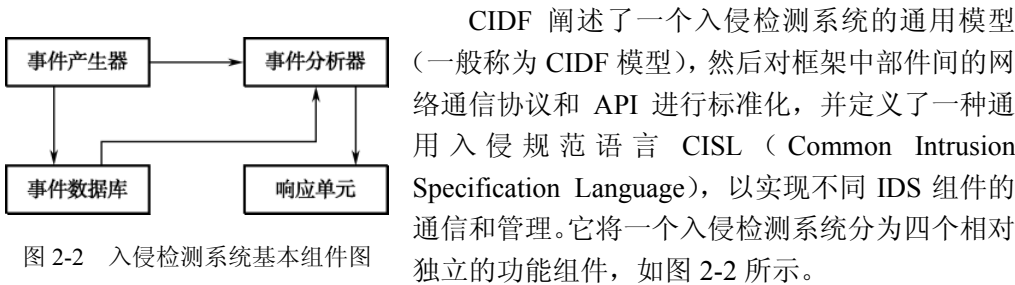 事件产生器
事件分析器
事件数据库
响应单元
图 2-2 入侵检测系统基本组件图
CIDF 阐述了一个入侵检测系统的通用模型
（一般称为 CIDF 模型），然后对框架中部件间的网
络通信协议和 API 进行标准化，并定义了一种通
用入侵规范语言 CISL（Common Intrusion
Specification Language），以实现不同 IDS 组件的
通信和管理。它将一个入侵检测系统分为四个相对
独立的功能组件，如图 2-2 所示。